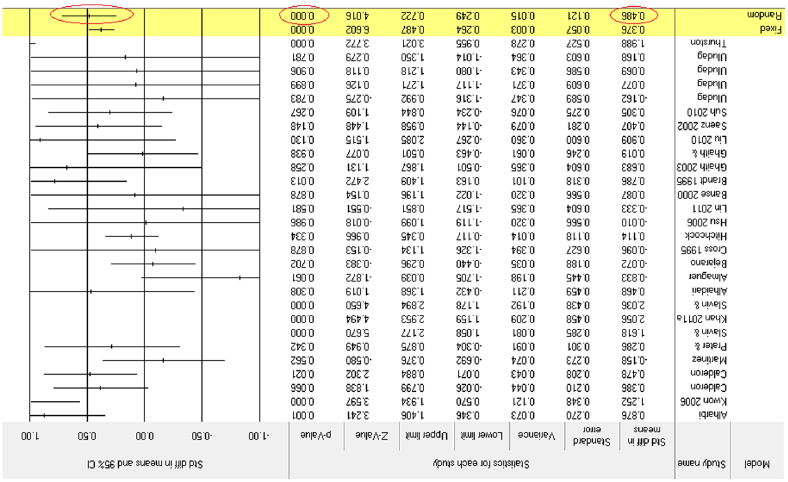 Model Study name Statistics for each study Std diff in means and 95% CI
Std diff in means Standard error Variance Lower limit Upper limit Z-Value p-Value -1.00 -0.50 0.00 0.50 1.00
Alharbi 0.876 0.270 0.073 0.346 1.406 3.241 0.001
Kwon 2006 1.252 0.348 0.121 0.570 1.934 3.597 0.000
Calderon 0.386 0.210 0.044 -0.026 0.799 1.838 0.066
Calderon 0.478 0.208 0.043 0.071 0.884 2.302 0.021
Martinez -0.158 0.273 0.074 -0.692 0.376 -0.580 0.562
Prater & 0.286 0.301 0.091 -0.304 0.875 0.949 0.342
Slavin & 1.618 0.285 0.081 1.058 2.177 5.670 0.000
Khan 2011a 2.056 0.458 0.209 1.159 2.953 4.494 0.000
Slavin & 2.036 0.438 0.192 1.178 2.894 4.650 0.000
Alhaidari 0.468 0.459 0.211 -0.432 1.368 1.019 0.308
Almaguer -0.833 0.445 0.198 -1.705 0.039 -1.872 0.061
Bejarano -0.072 0.188 0.035 -0.440 0.296 -0.383 0.702
Cross 1995 -0.096 0.627 0.394 -1.326 1.134 -0.153 0.878
Hitchcock 0.114 0.118 0.014 -0.117 0.345 0.966 0.334
Hsu 2006 -0.010 0.566 0.320 -1.119 1.099 -0.018 0.986
Lin 2011 -0.333 0.604 0.365 -1.517 0.851 -0.551 0.581
Banse 2000 0.087 0.566 0.320 -1.022 1.196 0.154 0.878
Brandt 1995 0.786 0.318 0.101 0.163 1.409 2.472 0.013
Ghaith 2003 0.683 0.604 0.365 -0.501 1.867 1.131 0.258
Ghaith & 0.019 0.246 0.061 -0.463 0.501 0.077 0.938
Liu 2010 0.909 0.600 0.360 -0.267 2.085 1.515 0.130
Saenz 2002 0.407 0.281 0.079 -0.144 0.958 1.448 0.148
Suh 2010 0.305 0.275 0.076 -0.234 0.844 1.109 0.267
Uludag -0.162 0.589 0.347 -1.316 0.992 -0.275 0.783
Uludag 0.077 0.609 0.371 -1.117 1.271 0.126 0.899
Uludag 0.069 0.586 0.343 -1.080 1.218 0.118 0.906
Uludag 0.168 0.603 0.364 -1.014 1.350 0.279 0.781
Thurston 1.988 0.527 0.278 0.955 3.021 3.772 0.000
Fixed 0.376 0.057 0.003 0.264 0.487 6.602 0.000
Random 0.486 0.121 0.015 0.249 0.722 4.016 0.000